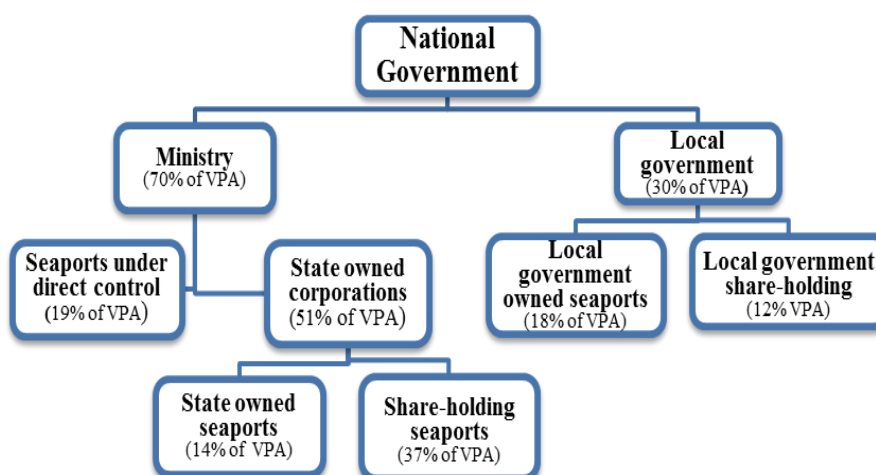 National
Government
Ministry
(70% of VPA)
Local
government
(30% of VPA)
Seaports under
direct control
(19% of VPA)
State owned
corporations
(51% of VPA)
Local
government
owned seaports
(18% of VPA)
Local government
share-holding
(12% VPA)
State owned
seaports
(14% of VPA)
Share-holding
seaports
(37% of VPA)